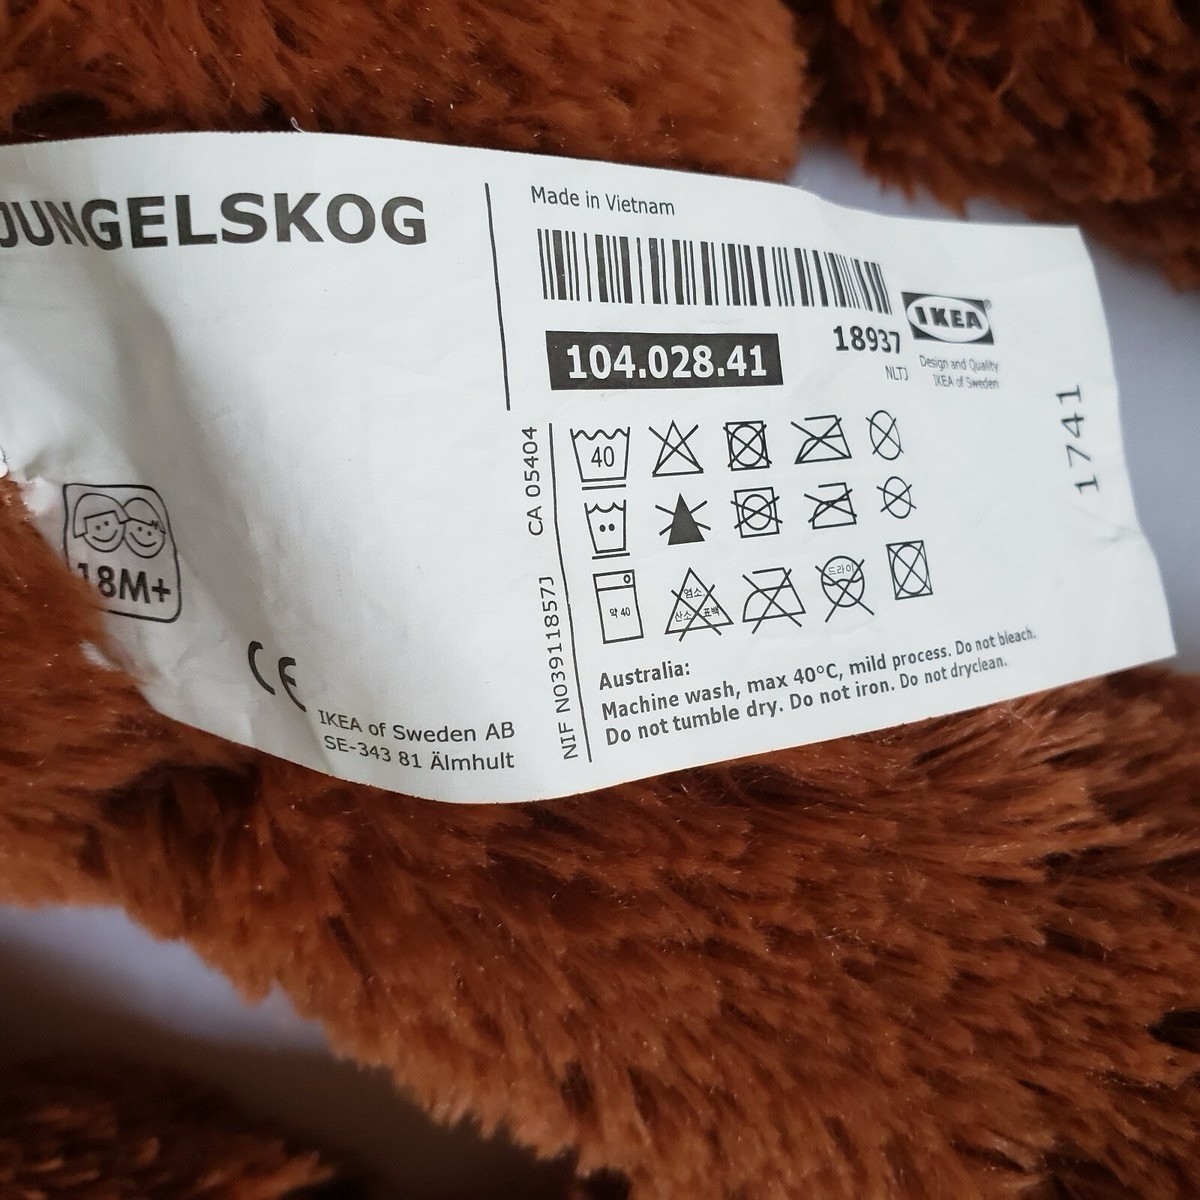 JUNGELSKOG
18M+
CE
IKEA of Sweden AB
SE-343 81 Älmhult
Made in Vietnam
104.028.41
18937
NLTJ
IKEA®
Design and Quality
IKEA of Sweden
1741
CA 05404
NIF N03911857J
40
약 40
염소
산소 표백
드라이
Australia:
Machine wash, max 40°C, mild process. Do not bleach.
Do not tumble dry. Do not iron. Do not dryclean.